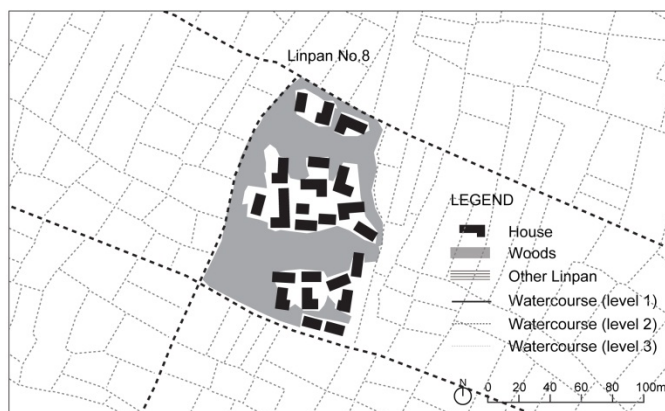 Linpan No.8
LEGEND
House
Woods
Other Linpan
Watercourse (level 1)
Watercourse (level 2)
Watercourse (level 3)
N
0 20 40 60 80 100m